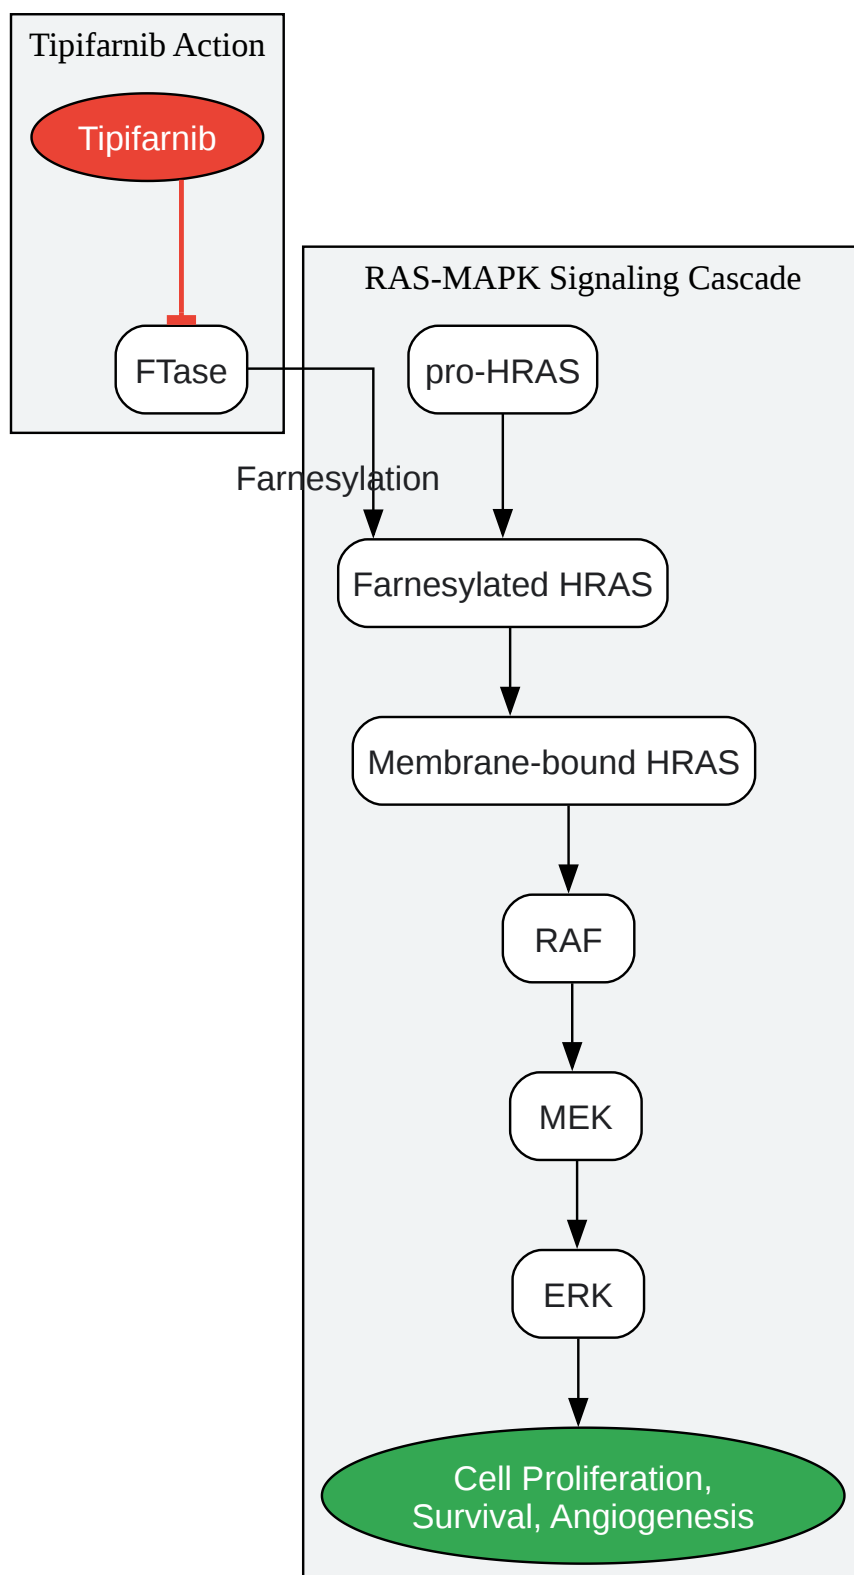 Tipifarnib Action
Tipifarnib
RAS-MAPK Signaling Cascade
FTase
pro-HRAS
Farnesylation
Farnesylated HRAS
Membrane-bound HRAS
RAF
MEK
ERK
Cell Proliferation,
Survival, Angiogenesis